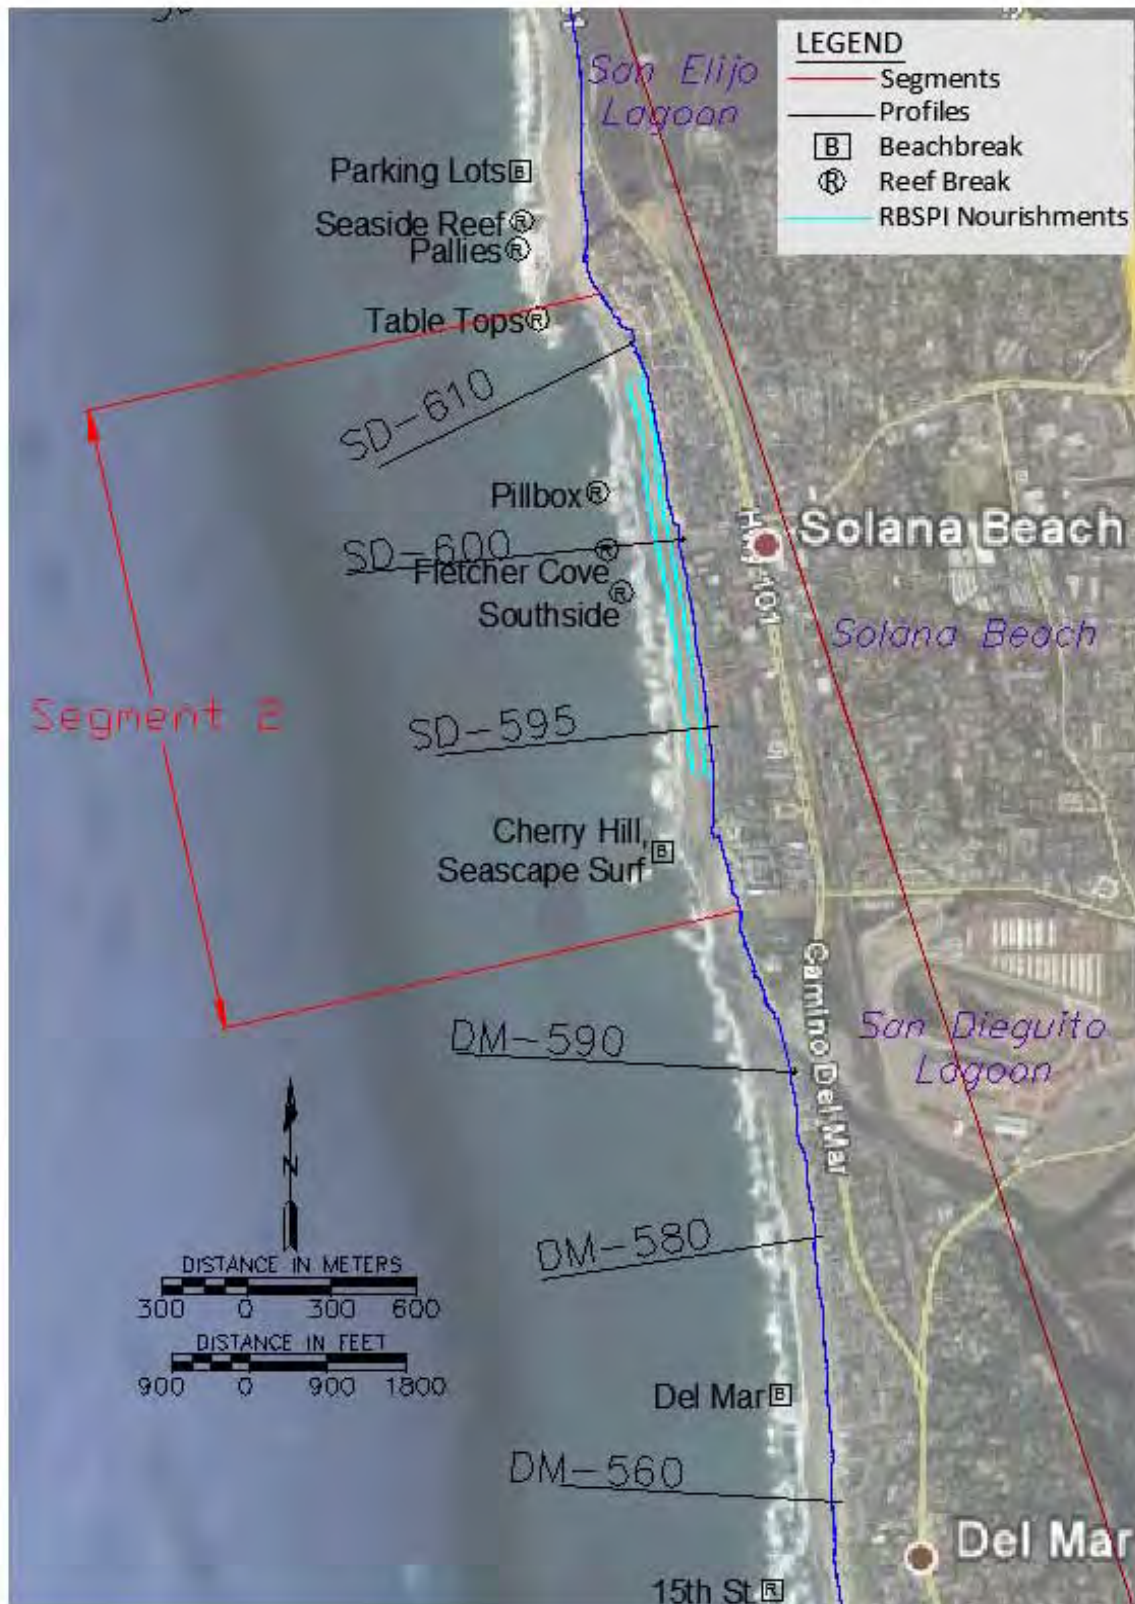 San Elijo
Lagoon
LEGEND
Segments
Profiles
B Beachbreak
R Reef Break
RBSPI Nourishments
Parking Lots B
Seaside Reef R
Pallies R
Table Tops R
SD-610
Pillbox R
Hwy 101
Solana Beach
SD-600
R
Fletcher Cove
Southside R
Solana Beach
Segment 2
SD-595
Cherry Hill,
Seascape Surf B
Camino Del Mar
San Dieguito
Lagoon
DM-590
N
DM-580
DISTANCE IN METERS
300 0 300 600
DISTANCE IN FEET
900 0 900 1800
Del Mar B
DM-560
Del Mar
15th St. R